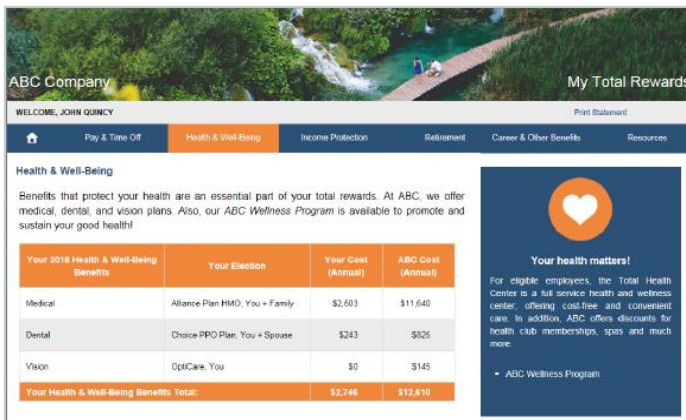 ABC Company
My Total Rewards
WELCOME, JOHN QUINCY
Print Statement
Pay & Time Off
Health & Well-Being
Income Protection
Retirement
Career & Other Benefits
Resources
Health & Well-Being
Benefits that protect your health are an essential part of your total rewards. At ABC, we offer
medical, dental, and vision plans. Also, our ABC Wellness Program is available to promote and
sustain your good health!
Your 2018 Health & Well-Being Benefits Your Election Your Cost (Annual) ABC Cost (Annual)
Medical Alliance Plan HMO, You + Family $2,503 $11,640
Dental Choice PPO Plan, You + Spouse $243 $825
Vision OptiCare, You $0 $145
Your Health & Well-Being Benefits Total: $2,746 $12,610
Your health matters!
For eligible employees, the Total Health
Center is a full service health and wellness
center, offering cost-free and convenient
care. In addition, ABC offers discounts for
health club memberships, spas and much
more.
- ABC Wellness Program